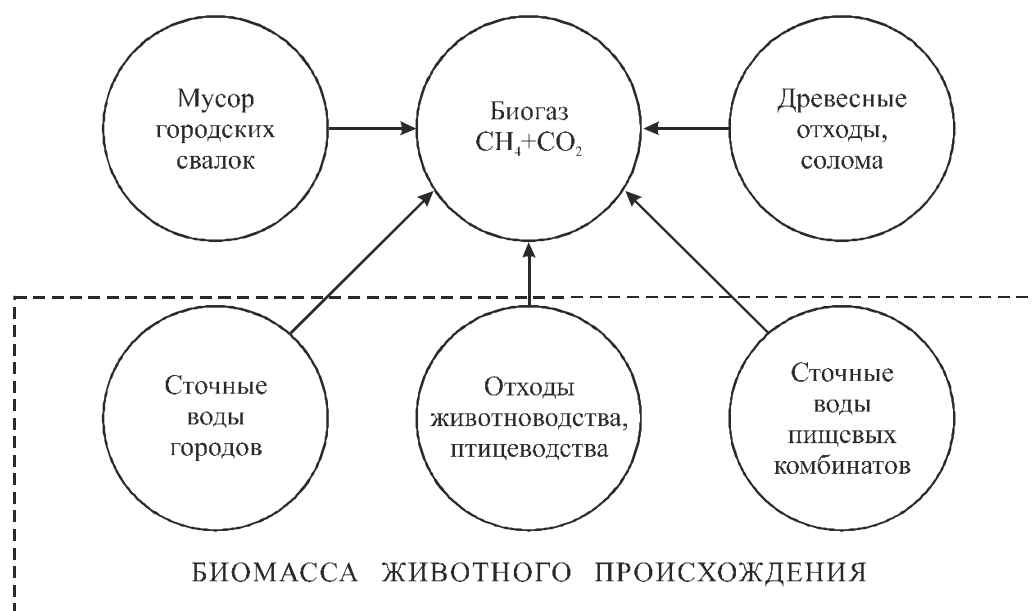 Мусор
городских
свалок
Биогаз
CH₄+CO₂
Древесные
отходы,
солома
Сточные
воды
городов
Отходы
животноводства,
птицеводства
Сточные
воды
пищевых
комбинатов
БИОМАССА ЖИВОТНОГО ПРОИСХОЖДЕНИЯ